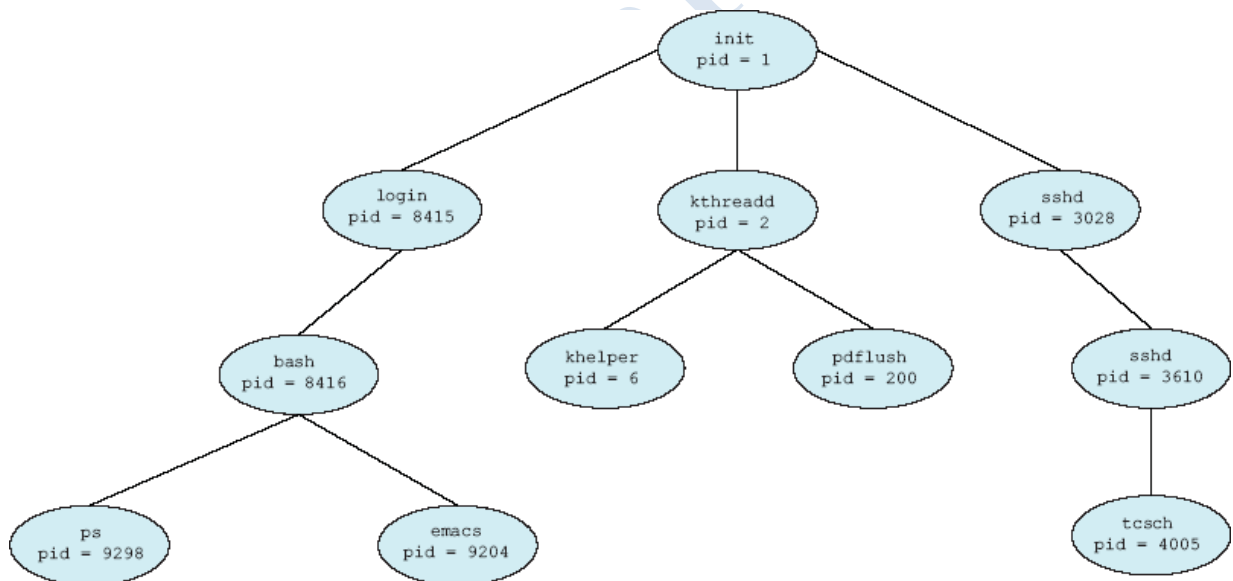 init
pid = 1
login
pid = 8415
kthreadd
pid = 2
sshd
pid = 3028
bash
pid = 8416
khelper
pid = 6
pdflush
pid = 200
sshd
pid = 3610
ps
pid = 9298
emacs
pid = 9204
tcsch
pid = 4005